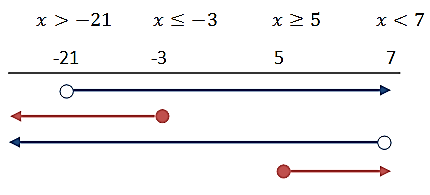 x > −21 x ≤ −3 x ≥ 5 x < 7
-21 -3 5 7